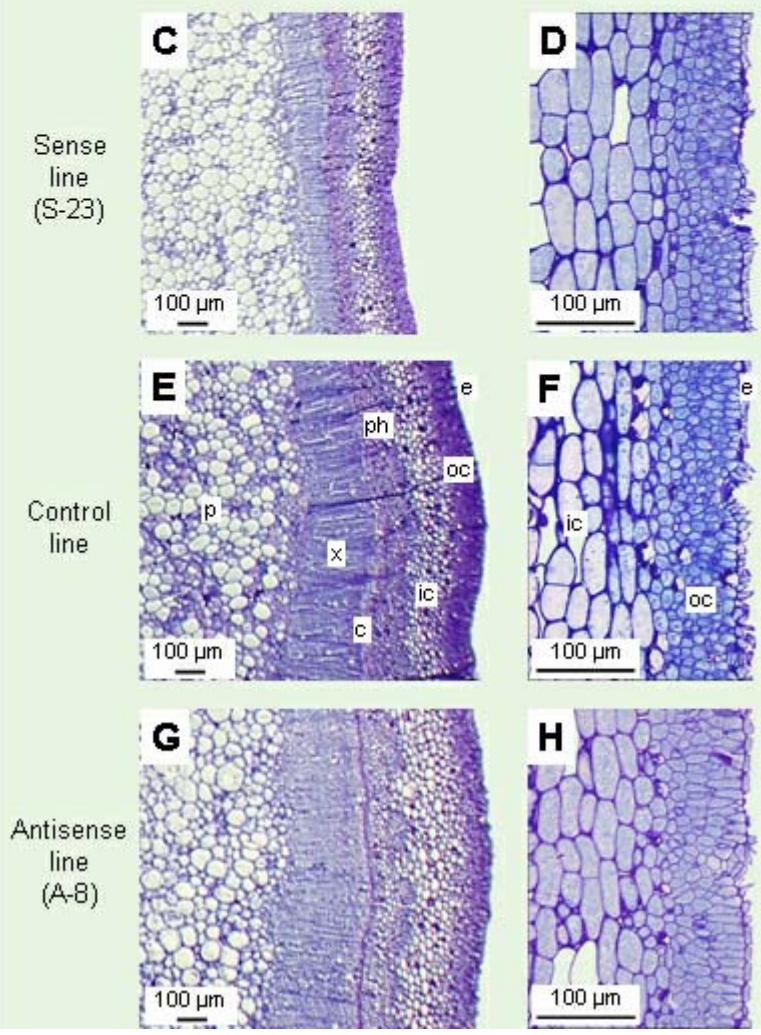 C
D
Sense
line
(S-23)
100 µm
100 µm
E
e
F
e
ph
oc
Control
line
p
ic
x
ic
oc
c
100 µm
100 µm
G
H
Antisense
line
(A-8)
100 µm
100 µm